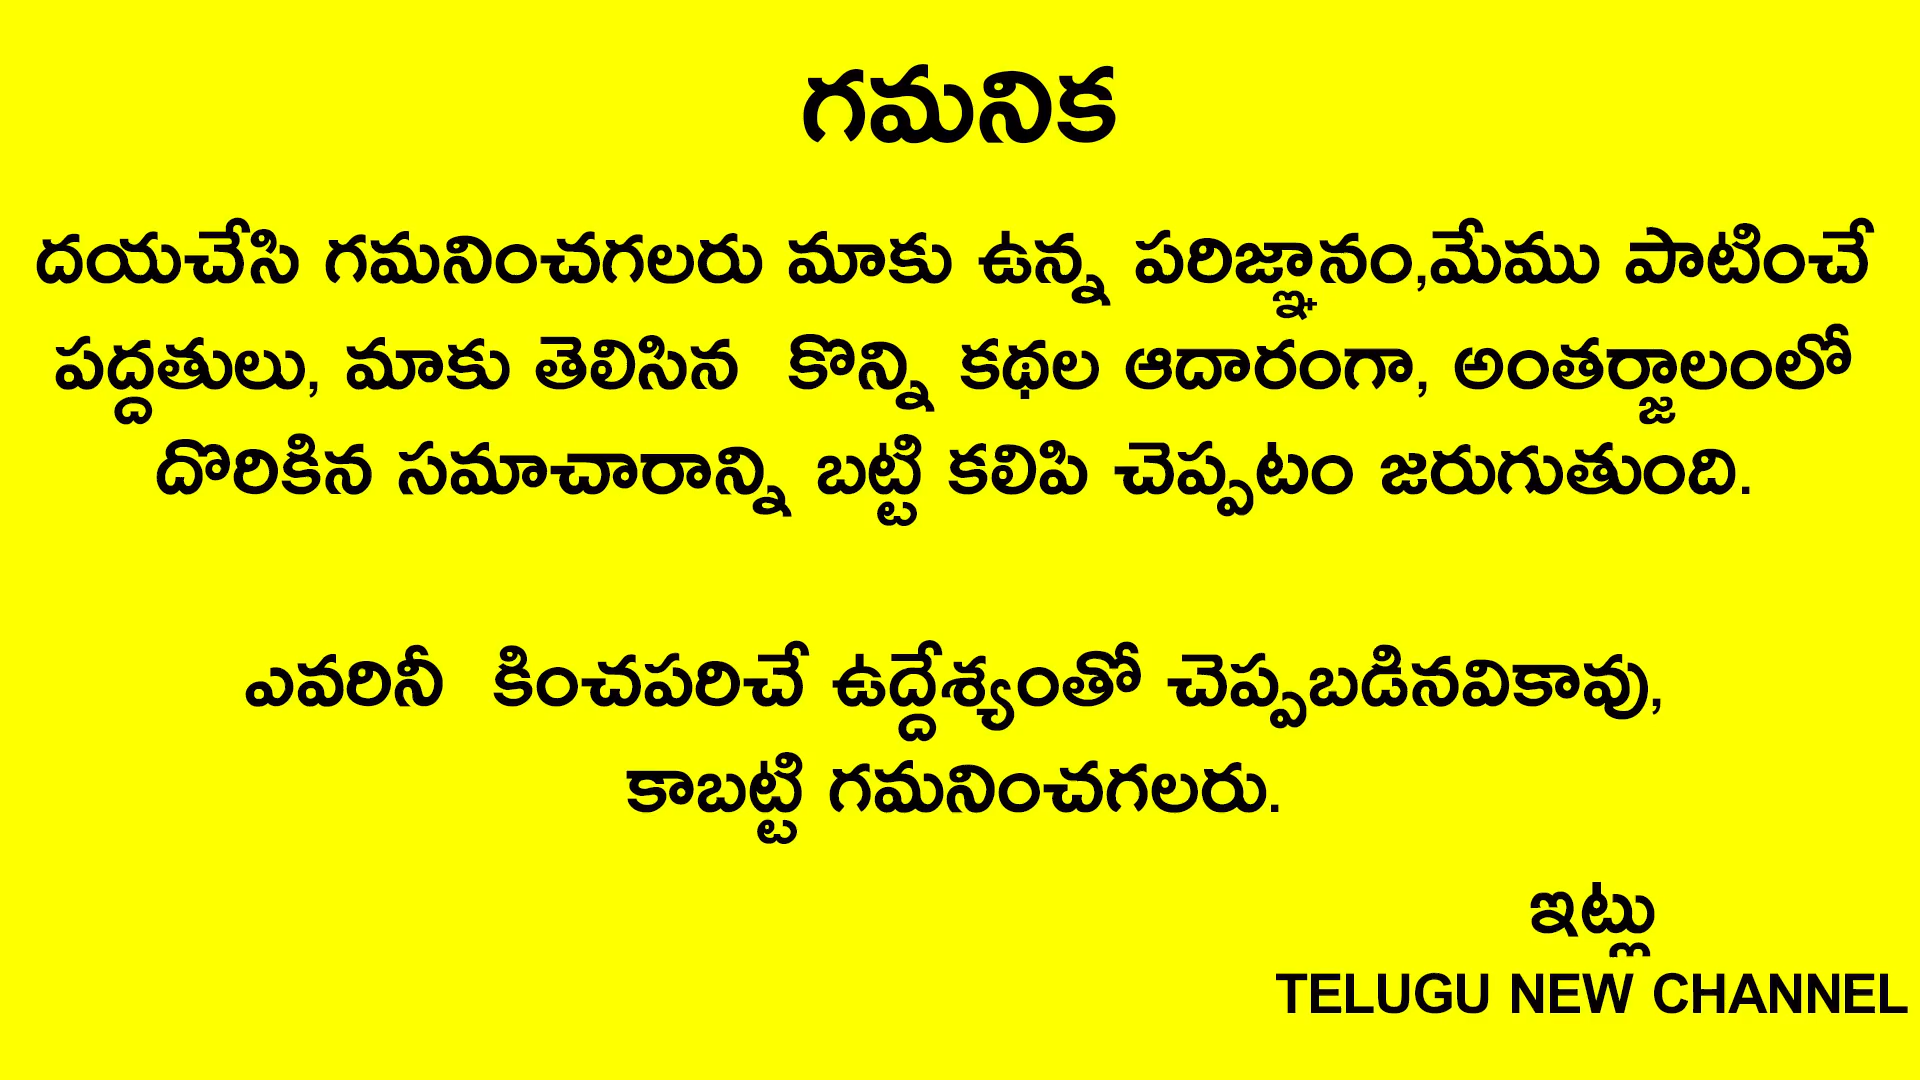 గమనిక
దయచేసి గమనించగలరు మాకు ఉన్న పరిజ్ఞానం,మేము పాటించే
పద్దతులు, మాకు తెలిసిన కొన్ని కథల ఆదారంగా, అంతర్జాలంలో
దొరికిన సమాచారాన్ని బట్టి కలిపి చెప్పటం జరుగుతుంది.
ఎవరినీ కించపరిచే ఉద్దేశ్యంతో చెప్పబడినవికావు,
కాబట్టి గమనించగలరు.
ఇట్లు
TELUGU NEW CHANNEL